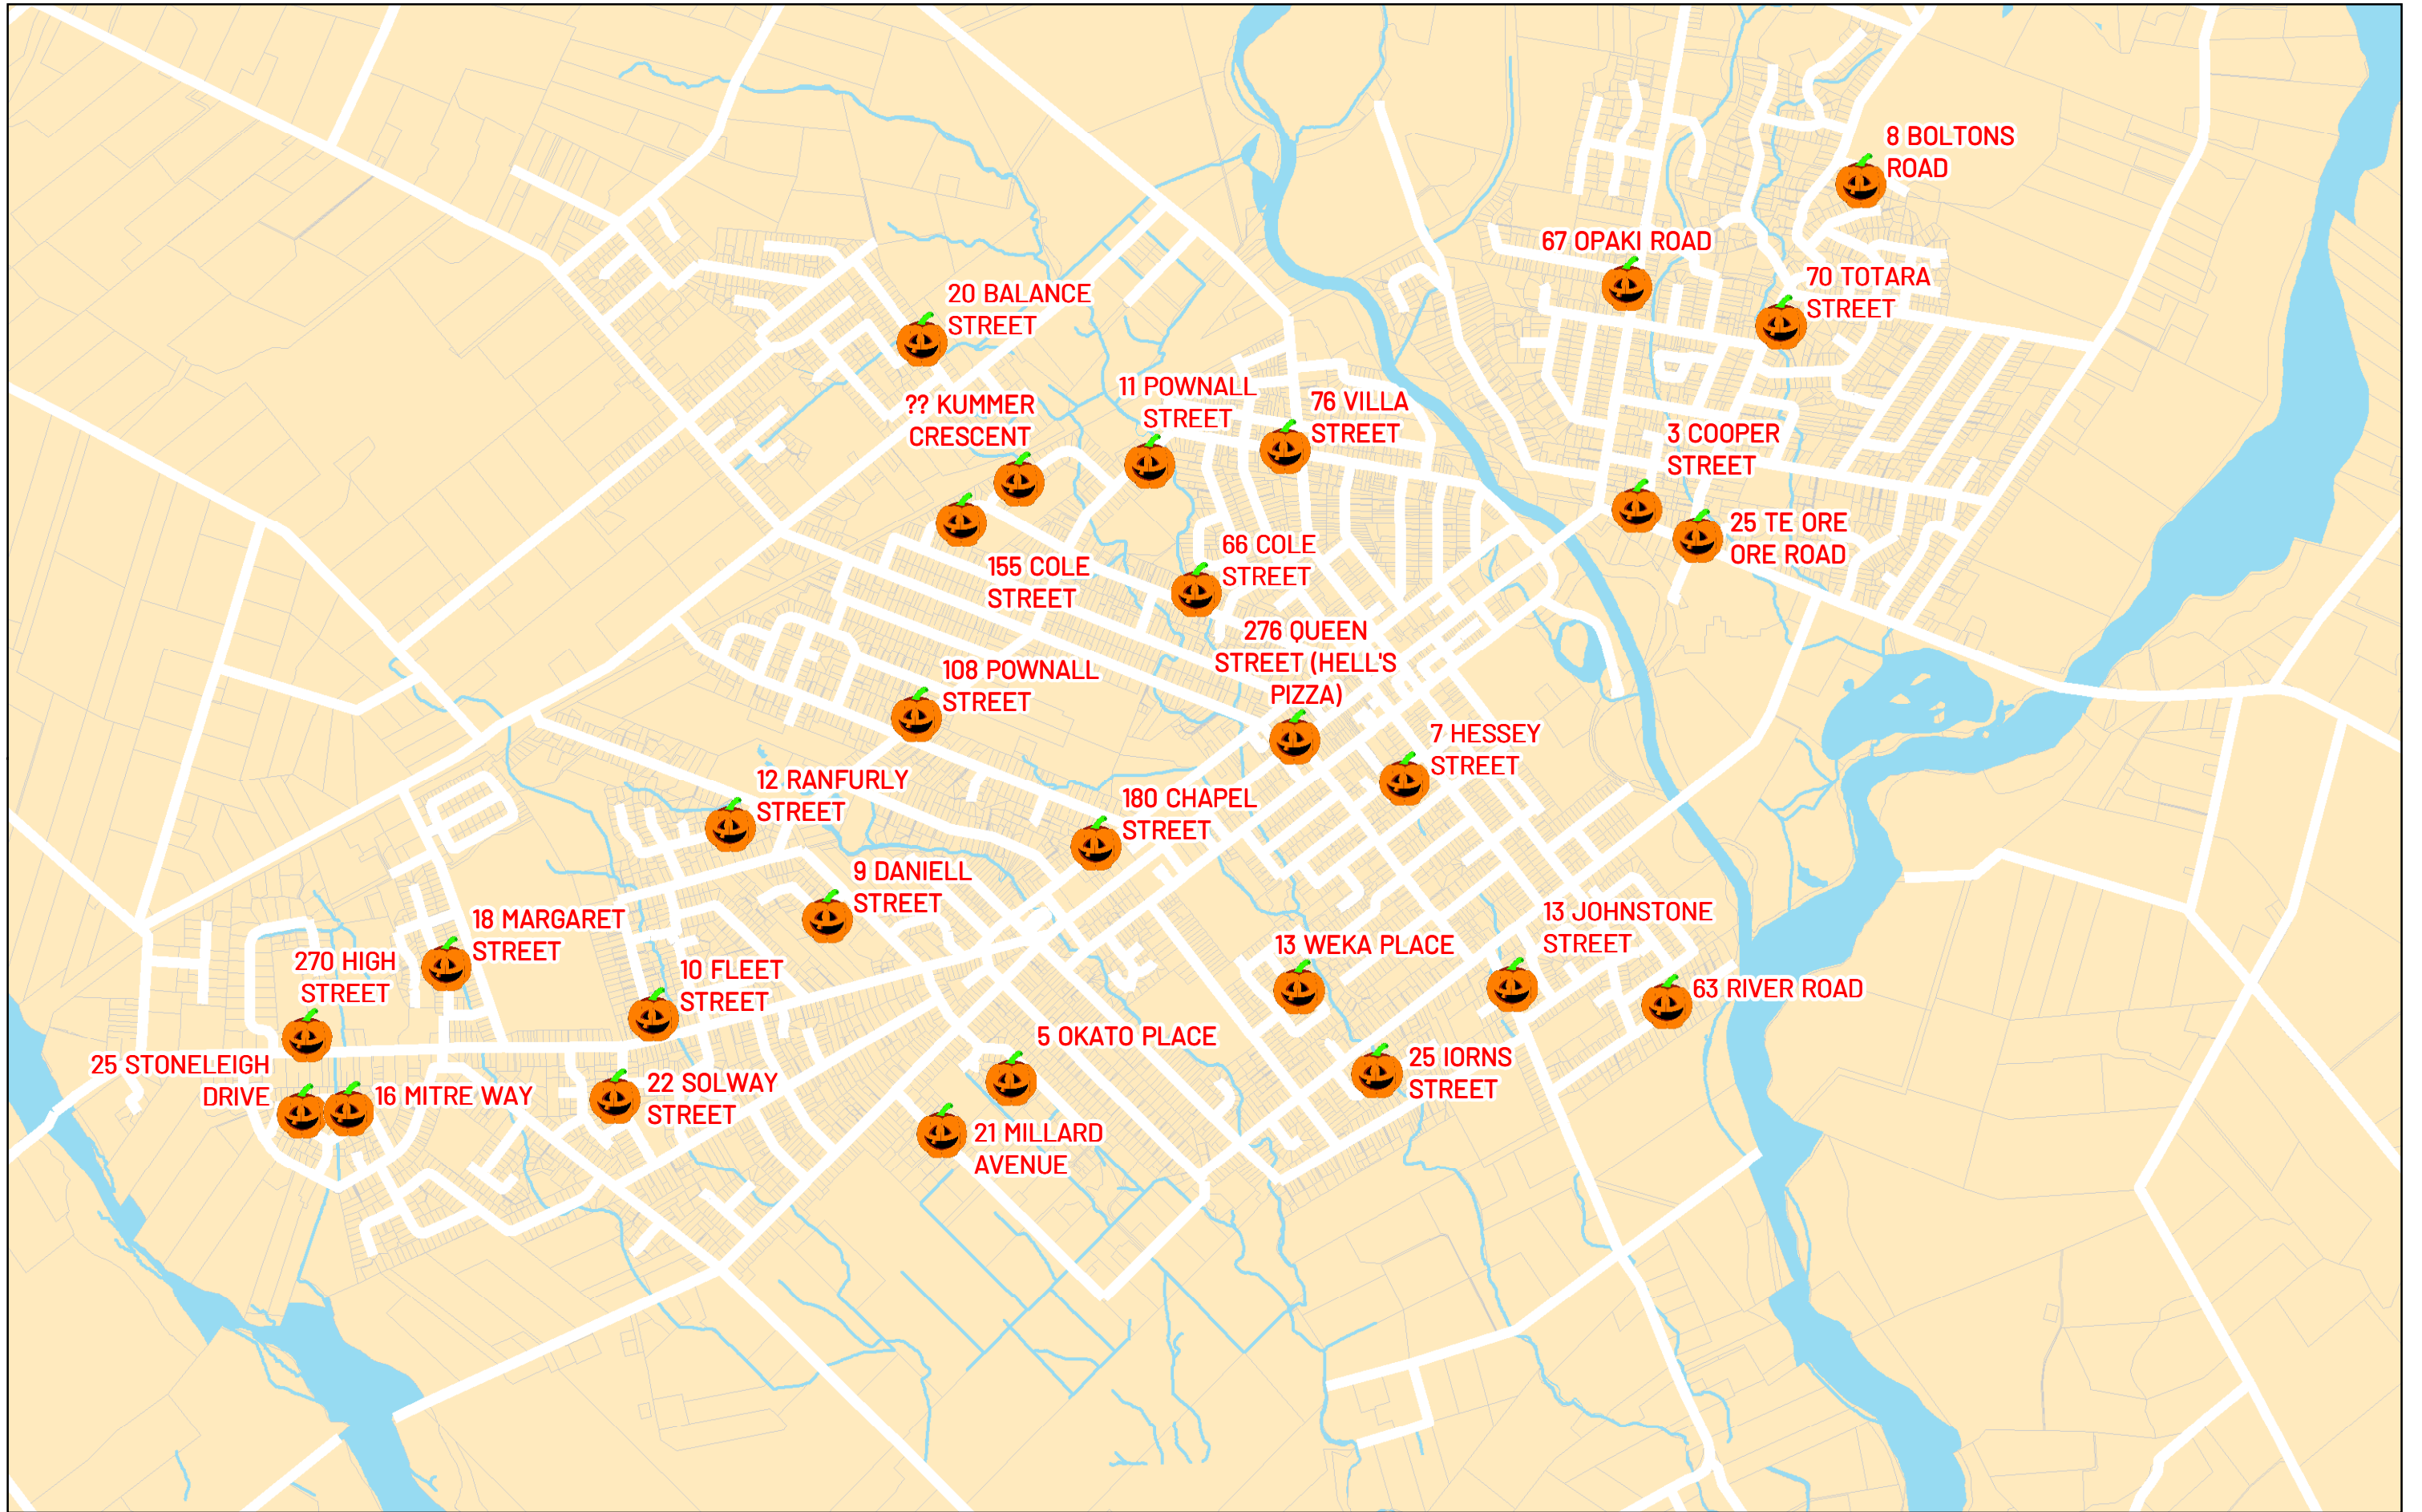 8 BOLTONS
ROAD
67 OPAKI ROAD
70 TOTARA
STREET
20 BALANCE
STREET
11 POWNALL
STREET
76 VILLA
STREET
?? KUMMER
CRESCENT
3 COOPER
STREET
25 TE ORE
ORE ROAD
66 COLE
STREET
155 COLE
STREET
276 QUEEN
STREET (HELL'S
PIZZA)
108 POWNALL
STREET
7 HESSEY
STREET
12 RANFURLY
STREET
180 CHAPEL
STREET
9 DANIELL
STREET
18 MARGARET
STREET
13 JOHNSTONE
STREET
13 WEKA PLACE
270 HIGH
STREET
10 FLEET
STREET
63 RIVER ROAD
5 OKATO PLACE
25 IORNS
STREET
25 STONELEIGH
DRIVE
16 MITRE WAY
22 SOLWAY
STREET
21 MILLARD
AVENUE